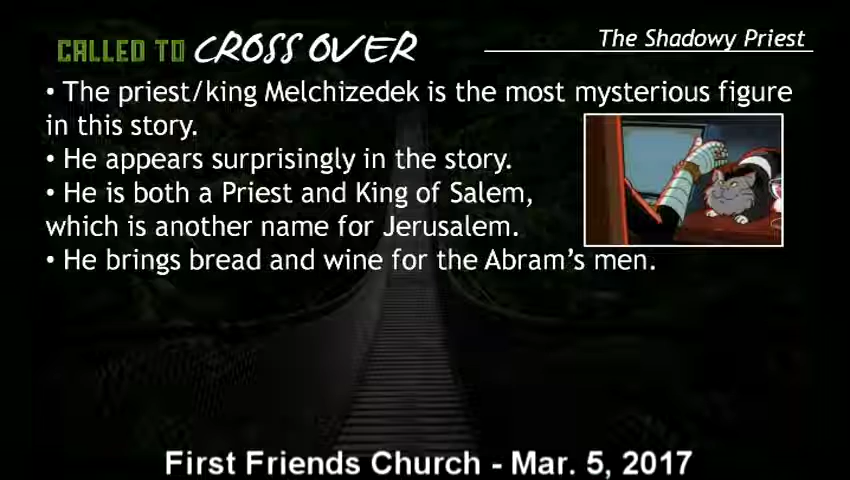 CALLED TO CROSS OVER
The Shadowy Priest
• The priest/king Melchizedek is the most mysterious figure
in this story.
• He appears surprisingly in the story.
• He is both a Priest and King of Salem,
which is another name for Jerusalem.
• He brings bread and wine for the Abram's men.
First Friends Church - Mar. 5, 2017